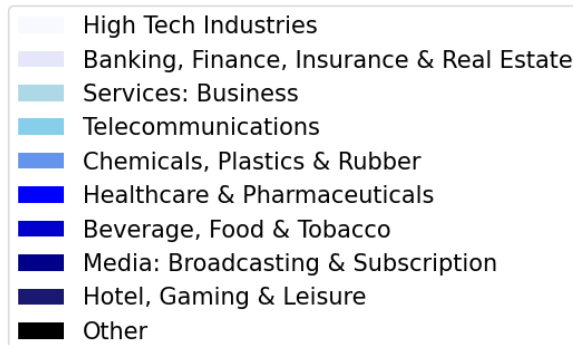 High Tech Industries
Banking, Finance, Insurance & Real Estate
Services: Business
Telecommunications
Chemicals, Plastics & Rubber
Healthcare & Pharmaceuticals
Beverage, Food & Tobacco
Media: Broadcasting & Subscription
Hotel, Gaming & Leisure
Other